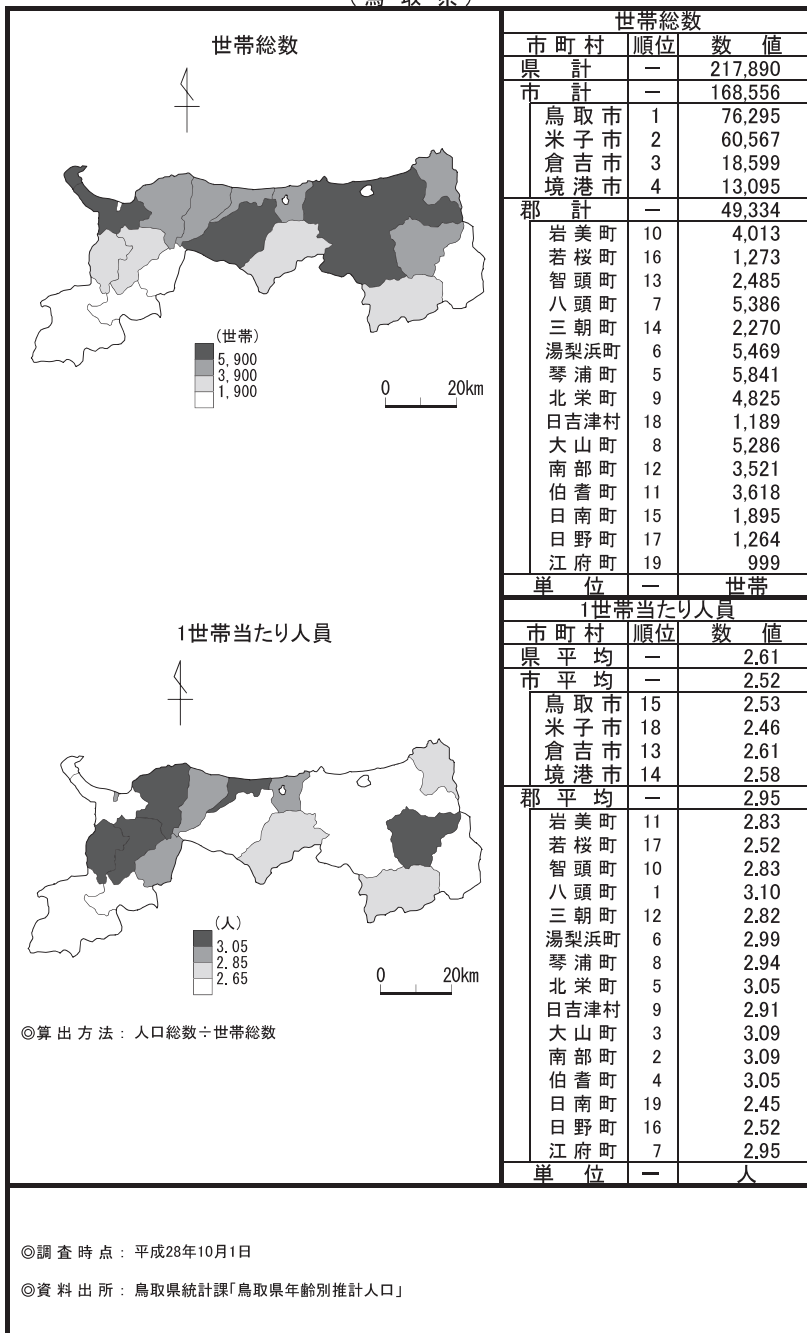 (鳥取県)
世帯総数
(世帯)
5,900
3,900
1,900
0 20km
世帯総数
市町村 順位 数値
県計 － 217,890
市計 － 168,556
鳥取市 1 76,295
米子市 2 60,567
倉吉市 3 18,599
境港市 4 13,095
郡計 － 49,334
岩美町 10 4,013
若桜町 16 1,273
智頭町 13 2,485
八頭町 7 5,386
三朝町 14 2,270
湯梨浜町 6 5,469
琴浦町 5 5,841
北栄町 9 4,825
日吉津村 18 1,189
大山町 8 5,286
南部町 12 3,521
伯耆町 11 3,618
日南町 15 1,895
日野町 17 1,264
江府町 19 999
単位 － 世帯
1世帯当たり人員
(人)
3.05
2.85
2.65
0 20km
◎算出方法：人口総数÷世帯総数
1世帯当たり人員
市町村 順位 数値
県平均 － 2.61
市平均 － 2.52
鳥取市 15 2.53
米子市 18 2.46
倉吉市 13 2.61
境港市 14 2.58
郡平均 － 2.95
岩美町 11 2.83
若桜町 17 2.52
智頭町 10 2.83
八頭町 1 3.10
三朝町 12 2.82
湯梨浜町 6 2.99
琴浦町 8 2.94
北栄町 5 3.05
日吉津村 9 2.91
大山町 3 3.09
南部町 2 3.09
伯耆町 4 3.05
日南町 19 2.45
日野町 16 2.52
江府町 7 2.95
単位 － 人
◎調査時点：平成28年10月1日
◎資料出所：鳥取県統計課「鳥取県年齢別推計人口」